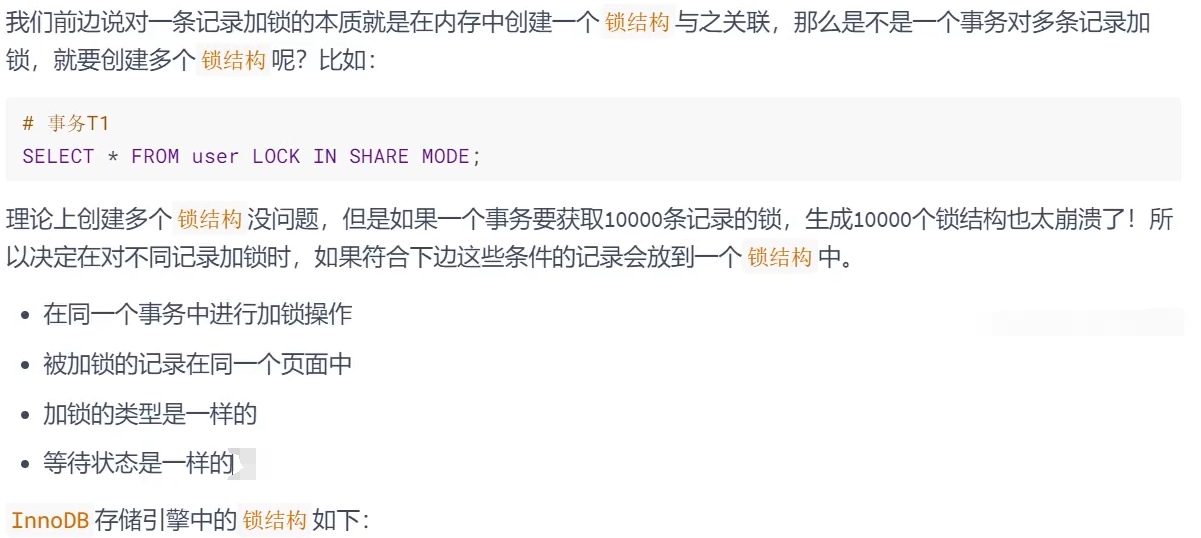 我们前边说对一条记录加锁的本质就是在内存中创建一个 锁结构 与之关联，那么是不是一个事务对多条记录加
锁，就要创建多个 锁结构 呢？比如：
# 事务T1
SELECT * FROM user LOCK IN SHARE MODE;
理论上创建多个 锁结构 没问题，但是如果一个事务要获取10000条记录的锁，生成10000个锁结构也太崩溃了！所
以决定在对不同记录加锁时，如果符合下边这些条件的记录会放到一个 锁结构 中。
• 在同一个事务中进行加锁操作
• 被加锁的记录在同一个页面中
• 加锁的类型是一样的
• 等待状态是一样的
InnoDB 存储引擎中的 锁结构 如下：